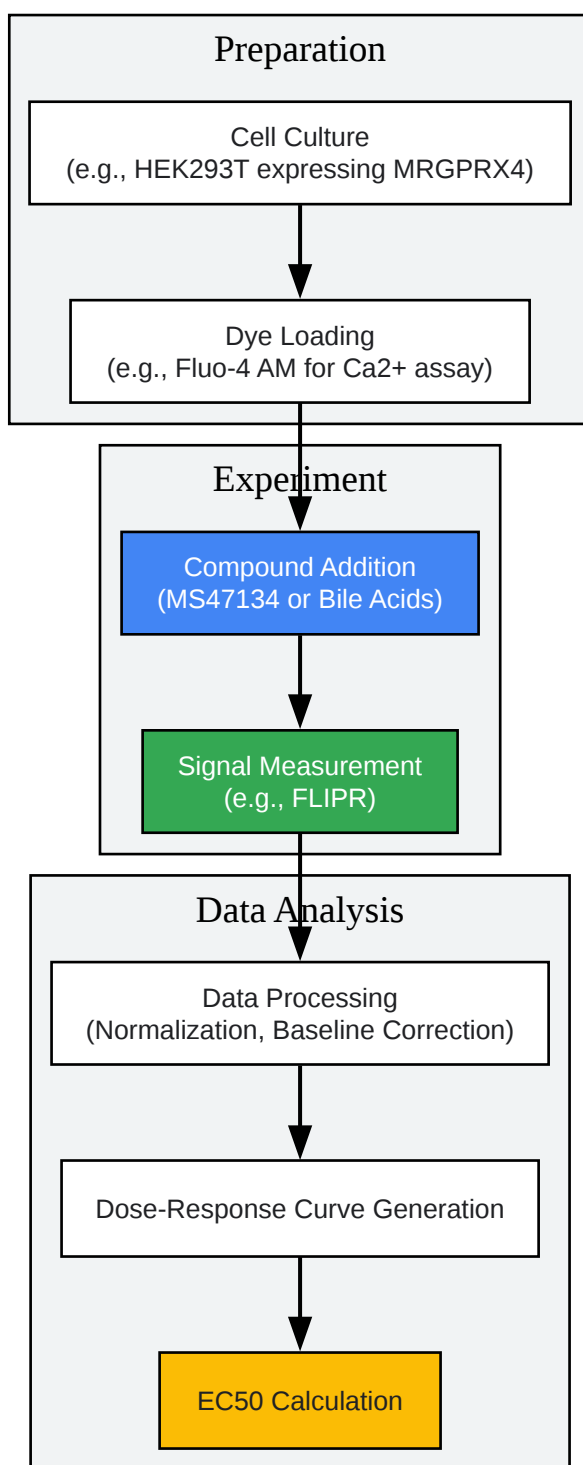 Preparation
Cell Culture
(e.g., HEK293T expressing MRGPRX4)
Dye Loading
(e.g., Fluo-4 AM for Ca2+ assay)
Experiment
Compound Addition
(MS47134 or Bile Acids)
Signal Measurement
(e.g., FLIPR)
Data Analysis
Data Processing
(Normalization, Baseline Correction)
Dose-Response Curve Generation
EC50 Calculation